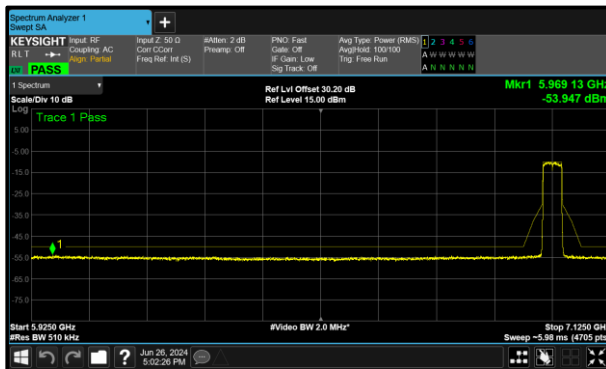 Spectrum Analyzer 1
Swept SA
KEYSIGHT
RLT
PASS
Input: RF
Coupling: AC
Align: Partial
Input Z: 50 Ω
Corr CCorr
Freq Ref: Int (S)
#Atten: 2 dB
Preamp: Off
PNO: Fast
Gate: Off
IF Gain: Low
Sig Track: Off
Avg Type: Power (RMS)
Avg|Hold: 100/100
Trig: Free Run
1 2 3 4 5 6
A W W W W W
A N N N N N
1 Spectrum
Scale/Div 10 dB
Ref Lvl Offset 30.20 dB
Ref Level 15.00 dBm
Mkr1 5.969 13 GHz
-53.947 dBm
Log
Trace 1 Pass
5.00
-5.00
-15.0
-25.0
-35.0
-45.0
-55.0
-65.0
-75.0
1
Start 5.9250 GHz
#Res BW 510 kHz
#Video BW 2.0 MHz*
Stop 7.1250 GHz
Sweep ~5.98 ms (4705 pts)
?
Jun 26, 2024
5:02:26 PM